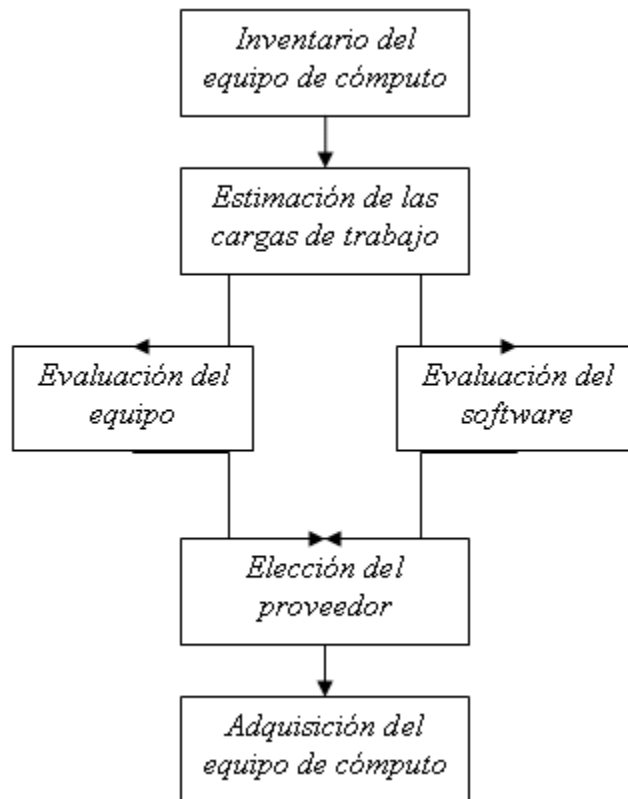 Inventario del
equipo de cómputo
Estimación de las
cargas de trabajo
Evaluación del
equipo
Evaluación del
software
Elección del
proveedor
Adquisición del
equipo de cómputo